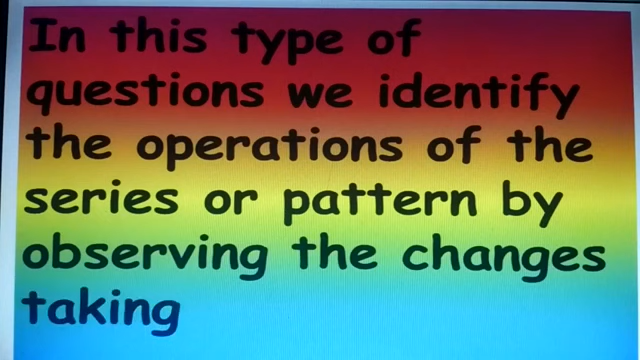 In this type of
questions we identify
the operations of the
series or pattern by
observing the changes
taking